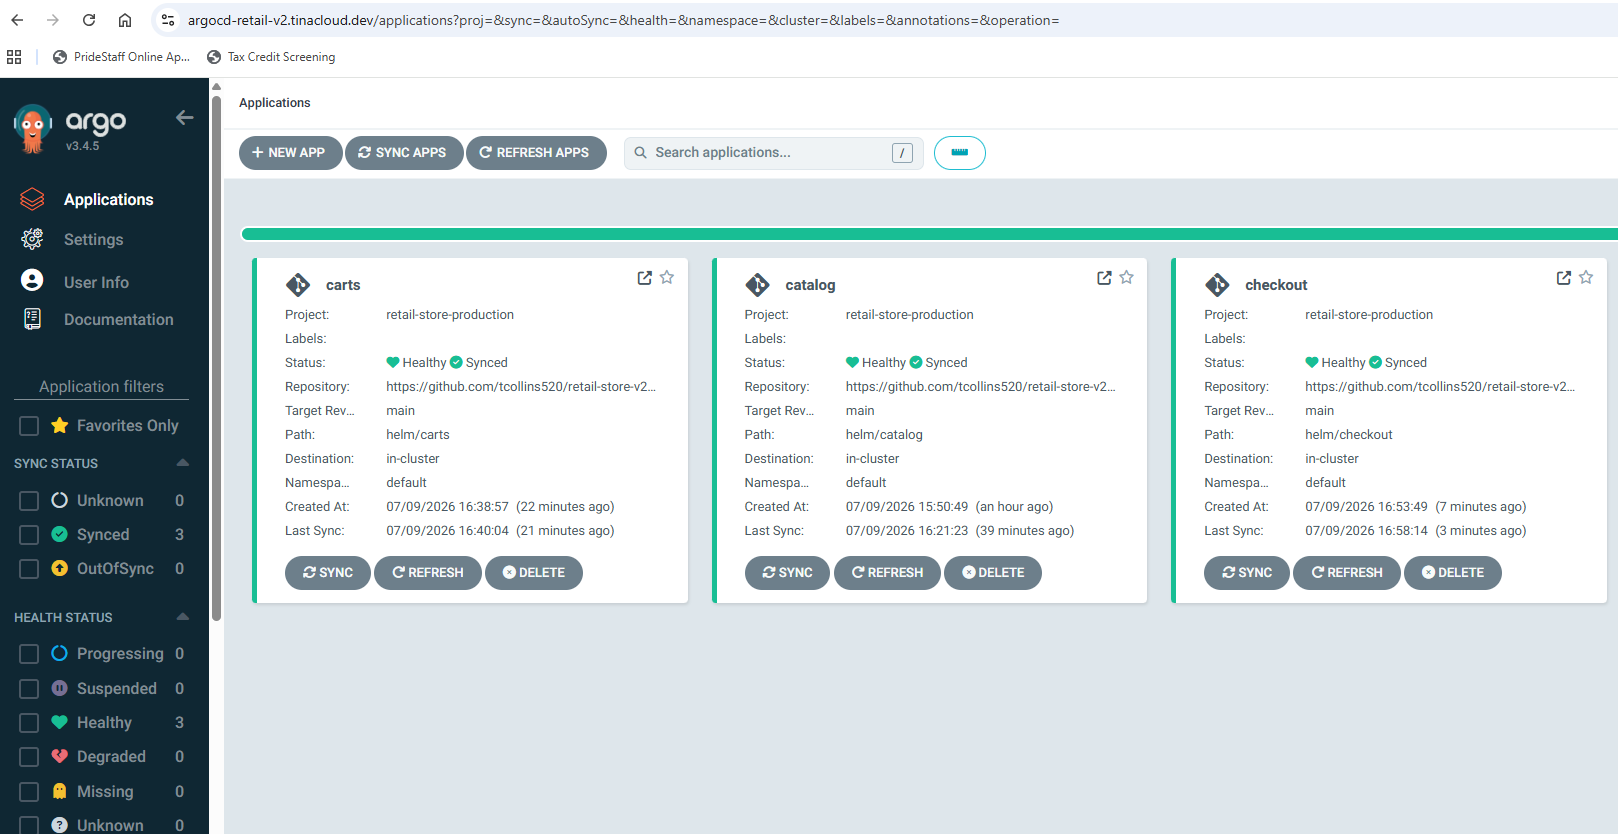 argocd-retail-v2.tinacloud.dev/applications?proj=&sync=&autoSync=&health=&namespace=&cluster=&labels=&annotations=&operation=
PrideStaff Online Ap...
Tax Credit Screening
argo
v3.4.5
Applications
Settings
User Info
Documentation
Application filters
Favorites Only
SYNC STATUS
Unknown 0
Synced 3
OutOfSync 0
HEALTH STATUS
Progressing 0
Suspended 0
Healthy 3
Degraded 0
Missing 0
Unknown 0
Applications
NEW APP
SYNC APPS
REFRESH APPS
Search applications...
/
carts
Project: retail-store-production
Labels:
Status: Healthy Synced
Repository: https://github.com/tcollins520/retail-store-v2...
Target Rev... main
Path: helm/carts
Destination: in-cluster
Namespa... default
Created At: 07/09/2026 16:38:57 (22 minutes ago)
Last Sync: 07/09/2026 16:40:04 (21 minutes ago)
SYNC REFRESH DELETE
catalog
Project: retail-store-production
Labels:
Status: Healthy Synced
Repository: https://github.com/tcollins520/retail-store-v2...
Target Rev... main
Path: helm/catalog
Destination: in-cluster
Namespa... default
Created At: 07/09/2026 15:50:49 (an hour ago)
Last Sync: 07/09/2026 16:21:23 (39 minutes ago)
SYNC REFRESH DELETE
checkout
Project: retail-store-production
Labels:
Status: Healthy Synced
Repository: https://github.com/tcollins520/retail-store-v2...
Target Rev... main
Path: helm/checkout
Destination: in-cluster
Namespa... default
Created At: 07/09/2026 16:53:49 (7 minutes ago)
Last Sync: 07/09/2026 16:58:14 (3 minutes ago)
SYNC REFRESH DELETE